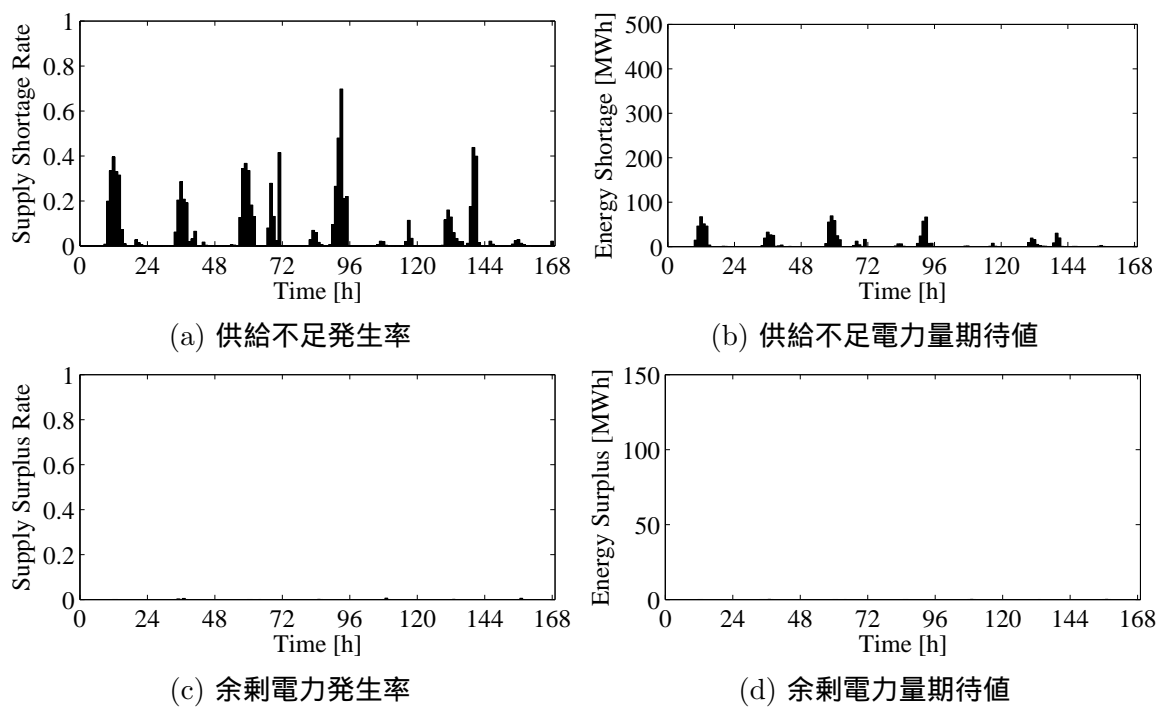 Supply Shortage Rate
1
0.8
0.6
0.4
0.2
0
0 24 48 72 96 120 144 168
Time [h]
(a) 供給不足発生率
Energy Shortage [MWh]
500
400
300
200
100
0
0 24 48 72 96 120 144 168
Time [h]
(b) 供給不足電力量期待値
Supply Surplus Rate
1
0.8
0.6
0.4
0.2
0
0 24 48 72 96 120 144 168
Time [h]
(c) 余剰電力発生率
Energy Surplus [MWh]
150
100
50
0
0 24 48 72 96 120 144 168
Time [h]
(d) 余剰電力量期待値